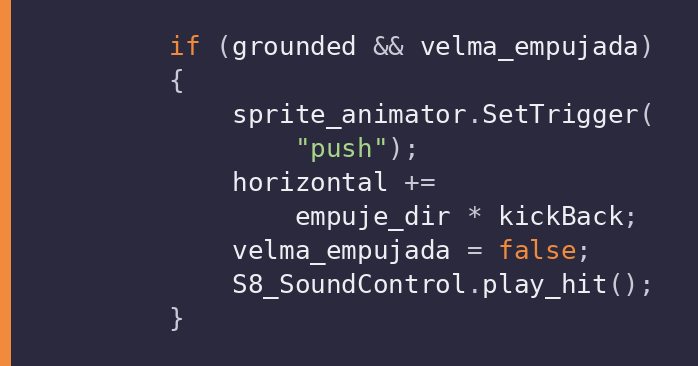 if (grounded && velma_empujada)
{
sprite_animator.SetTrigger(
"push");
horizontal +=
empuje_dir * kickBack;
velma_empujada = false;
S8_SoundControl.play_hit();
}